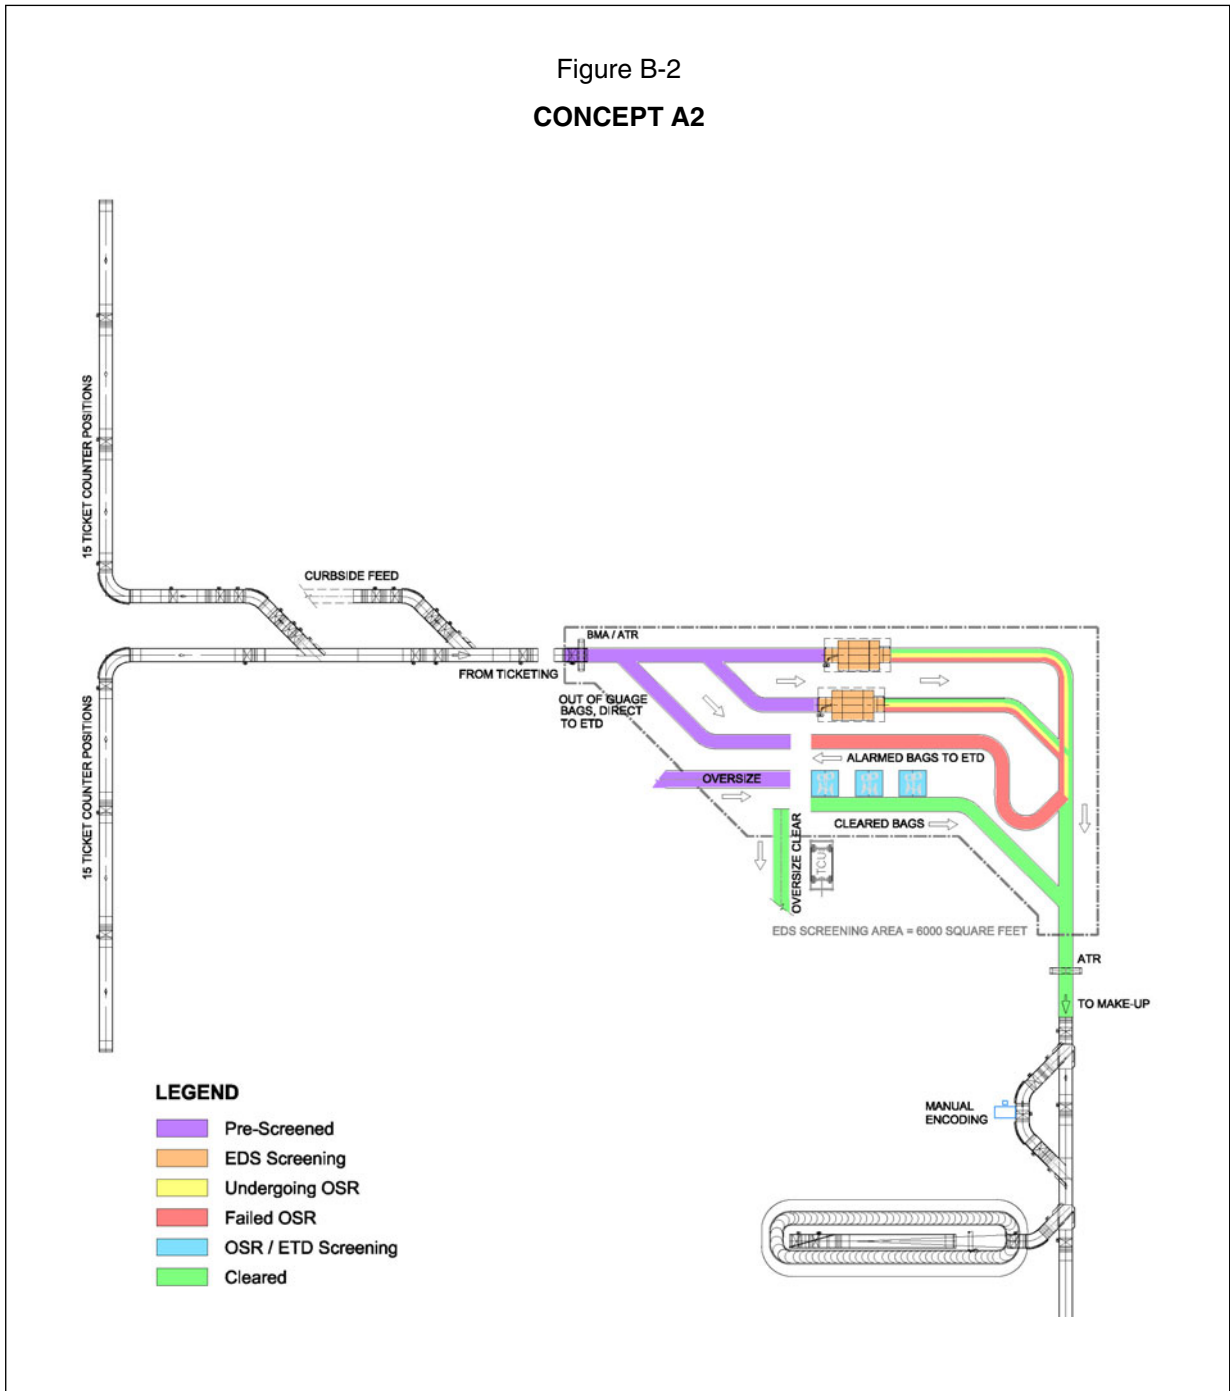 Figure B-2
CONCEPT A2
15 TICKET COUNTER POSITIONS
CURBSIDE FEED
BMA / ATR
FROM TICKETING
OUT OF GUAGE
BAGS, DIRECT
TO ETD
15 TICKET COUNTER POSITIONS
ALARMED BAGS TO ETD
OVERSIZE
CLEARED BAGS
OVERSIZE CLEAR
TCU
EDS SCREENING AREA = 6000 SQUARE FEET
ATR
TO MAKE-UP
MANUAL
ENCODING
LEGEND
Pre-Screened
EDS Screening
Undergoing OSR
Failed OSR
OSR / ETD Screening
Cleared